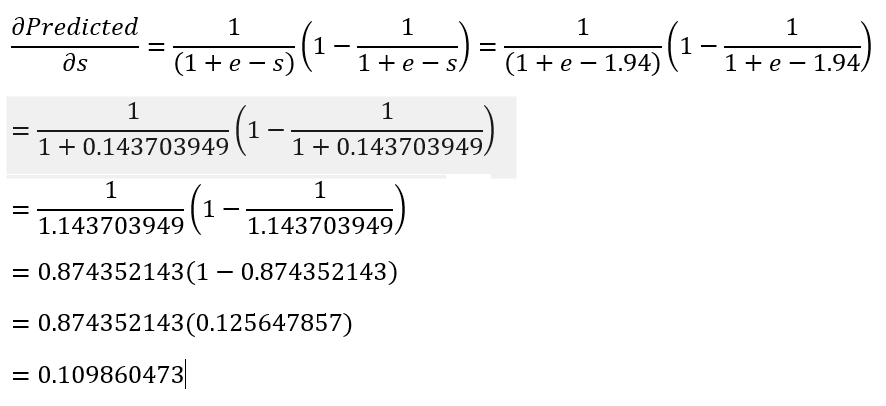 ∂Predicted/∂s = 1/(1 + e − s) (1 − 1/(1 + e − s)) = 1/(1 + e − 1.94) (1 − 1/(1 + e − 1.94))
= 1/(1 + 0.143703949) (1 − 1/(1 + 0.143703949))
= 1/1.143703949 (1 − 1/1.143703949)
= 0.874352143(1 − 0.874352143)
= 0.874352143(0.125647857)
= 0.109860473